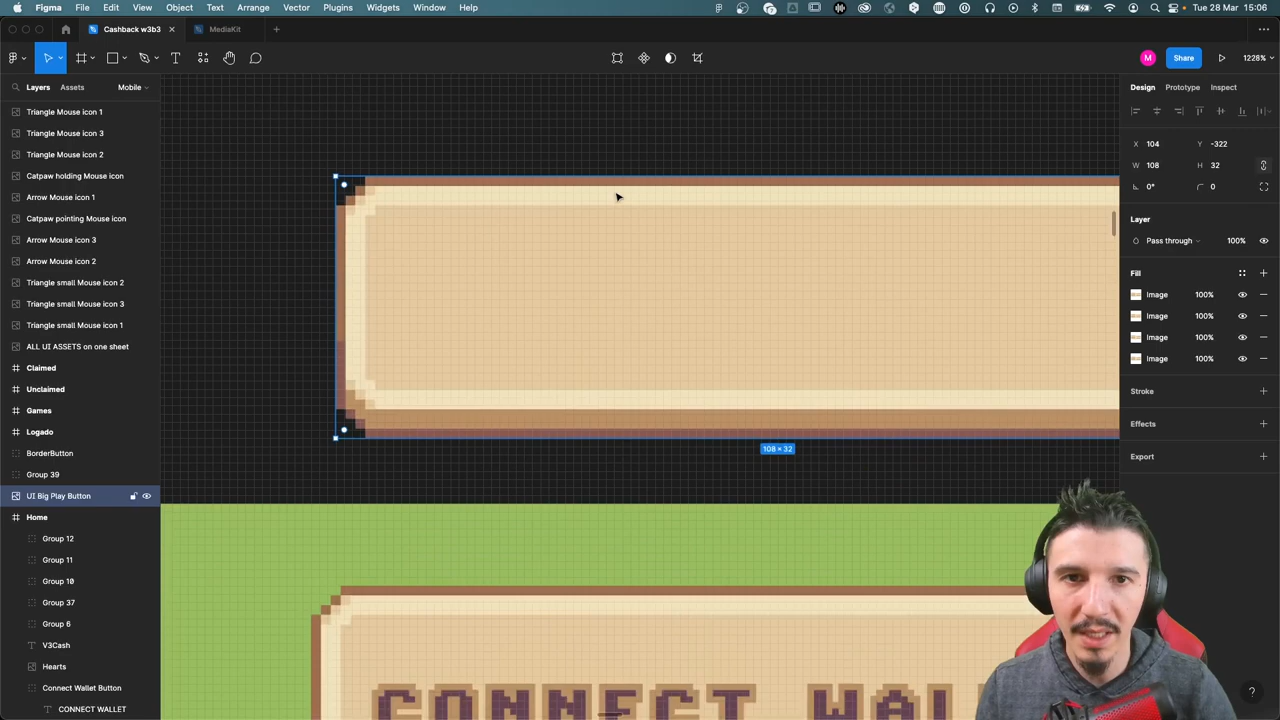 Figma File Edit View Object Text Arrange Vector Plugins Widgets Window Help
Tue 28 Mar 15:06
Cashback w3b3
MediaKit
M
Share
1228%
Layers
Assets
Mobile
Triangle Mouse icon 1
Triangle Mouse icon 3
Triangle Mouse icon 2
Catpaw holding Mouse icon
Arrow Mouse icon 1
Catpaw pointing Mouse icon
Arrow Mouse icon 3
Arrow Mouse icon 2
Triangle small Mouse icon 2
Triangle small Mouse icon 3
Triangle small Mouse icon 1
ALL UI ASSETS on one sheet
Claimed
Unclaimed
Games
Logado
BorderButton
Group 39
UI Big Play Button
Home
Group 12
Group 11
Group 10
Group 37
Group 6
V3Cash
Hearts
Connect Wallet Button
CONNECT WALLET
108 × 32
CONNECT WAL
Design
Prototype
Inspect
X 104 Y -322
W 108 H 32
0° 0
Layer
Pass through 100%
Fill
Image 100%
Image 100%
Image 100%
Image 100%
Stroke
Effects
Export
?